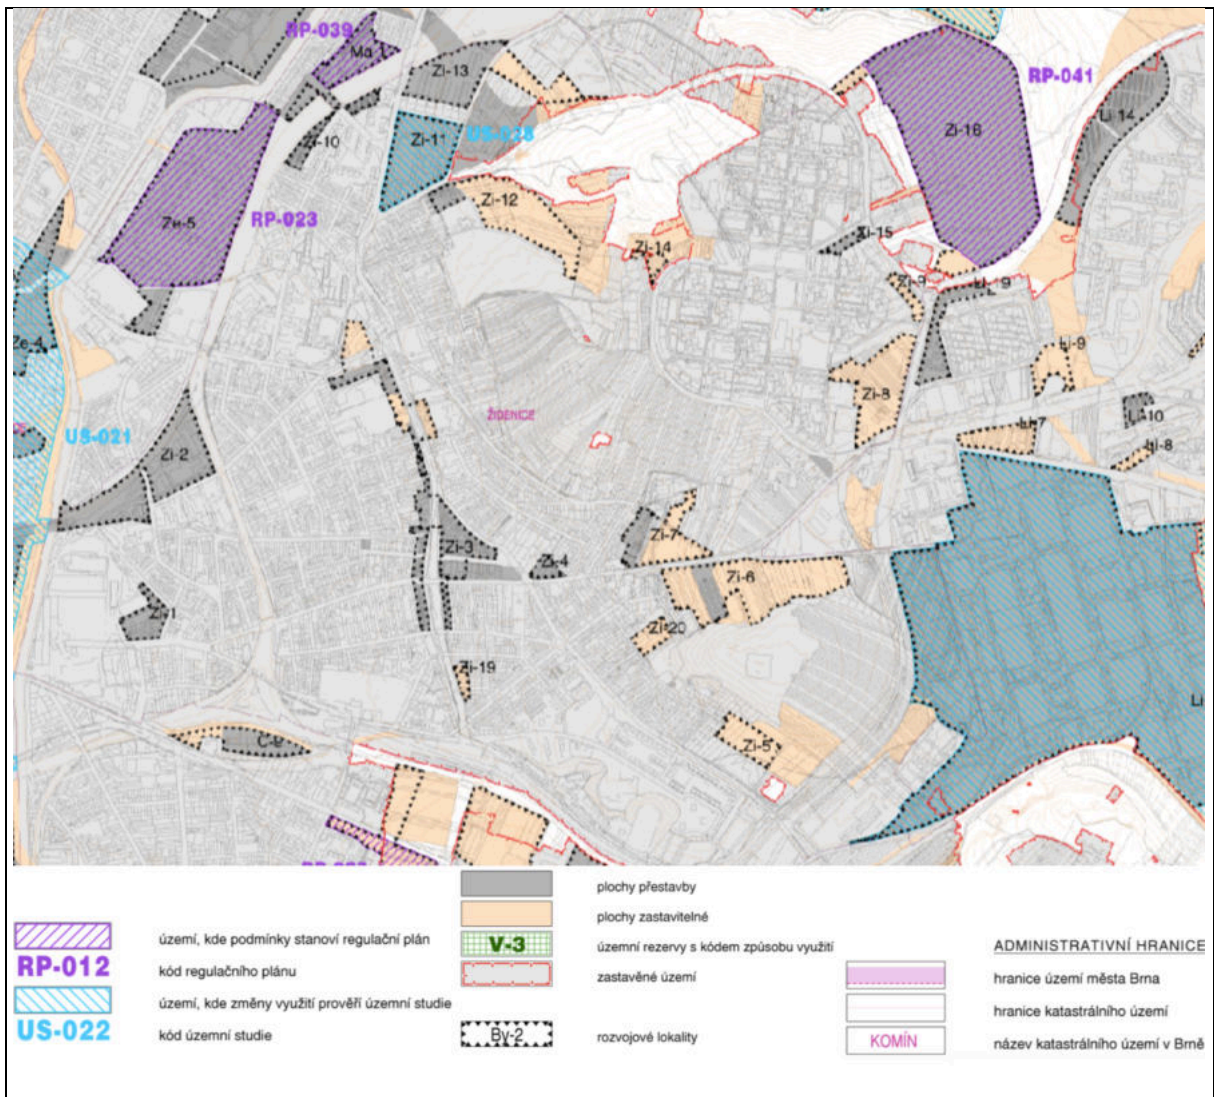 RP-039
Ma-1
Zi-13
RP-041
Li-14
Zi-16
Zi-11
US-028
Zi-10
Zi-12
Ze-5
RP-023
Zi-15
Zi-14
Zi-9
Li-9
Ze-4
Li-9
Zi-8
ŽIDENICE
Li-10
Li-7
US-021
Li-8
Zi-2
Zi-7
Zi-3
Zi-4
Zi-6
Zi-1
Zi-20
Zi-19
Li
Zi-5
plochy přestavby
plochy zastavitelné
území, kde podmínky stanoví regulační plán
V-3
územní rezervy s kódem způsobu využití
ADMINISTRATIVNÍ HRANICE
RP-012
kód regulačního plánu
zastavěné území
hranice území města Brna
území, kde změny využití prověří územní studie
hranice katastrálního území
US-022
kód územní studie
By-2
rozvojové lokality
KOMÍN
název katastrálního území v Brně